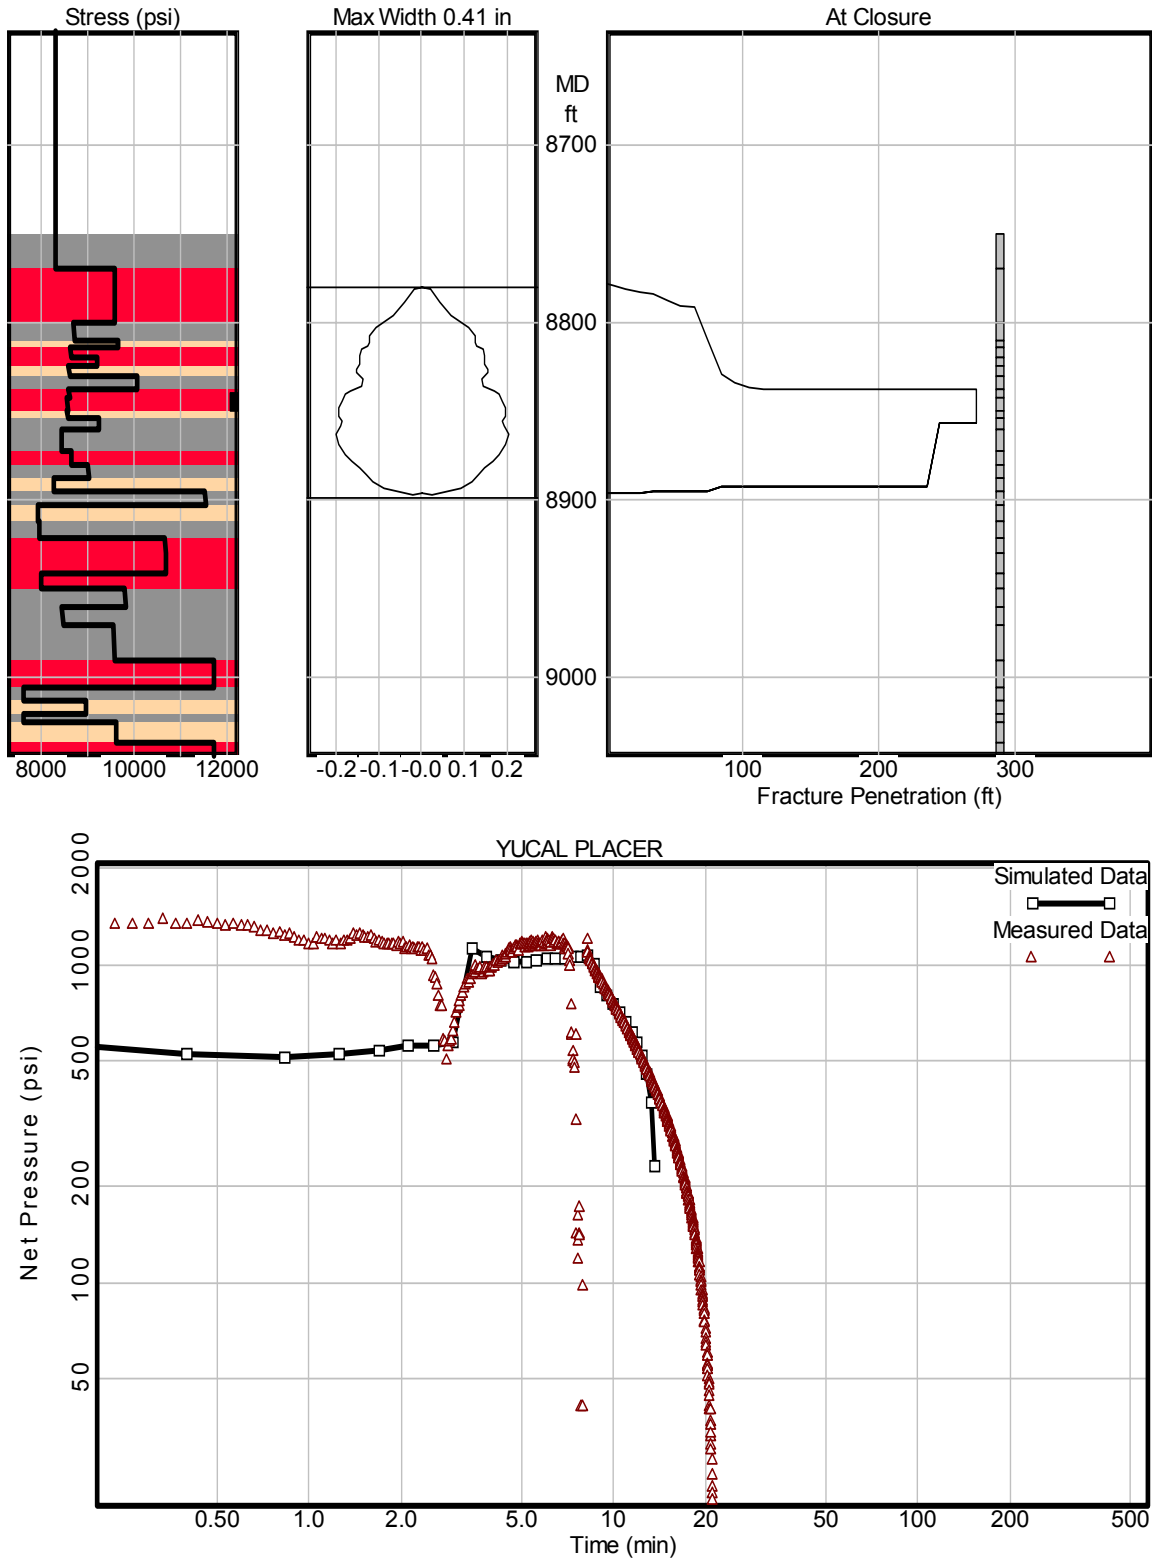 Stress (psi)
Max Width 0.41 in
At Closure
MD
ft
8700
8800
8900
9000
8000 10000 12000
-0.2 -0.1 -0.0 0.1 0.2
100 200 300
Fracture Penetration (ft)
YUCAL PLACER
Simulated Data
Measured Data
2000
1000
500
200
100
50
Net Pressure (psi)
0.50 1.0 2.0 5.0 10 20 50 100 200 500
Time (min)